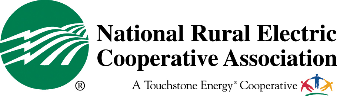 National Rural Electric
Cooperative Association
®
A Touchstone Energy® Cooperative